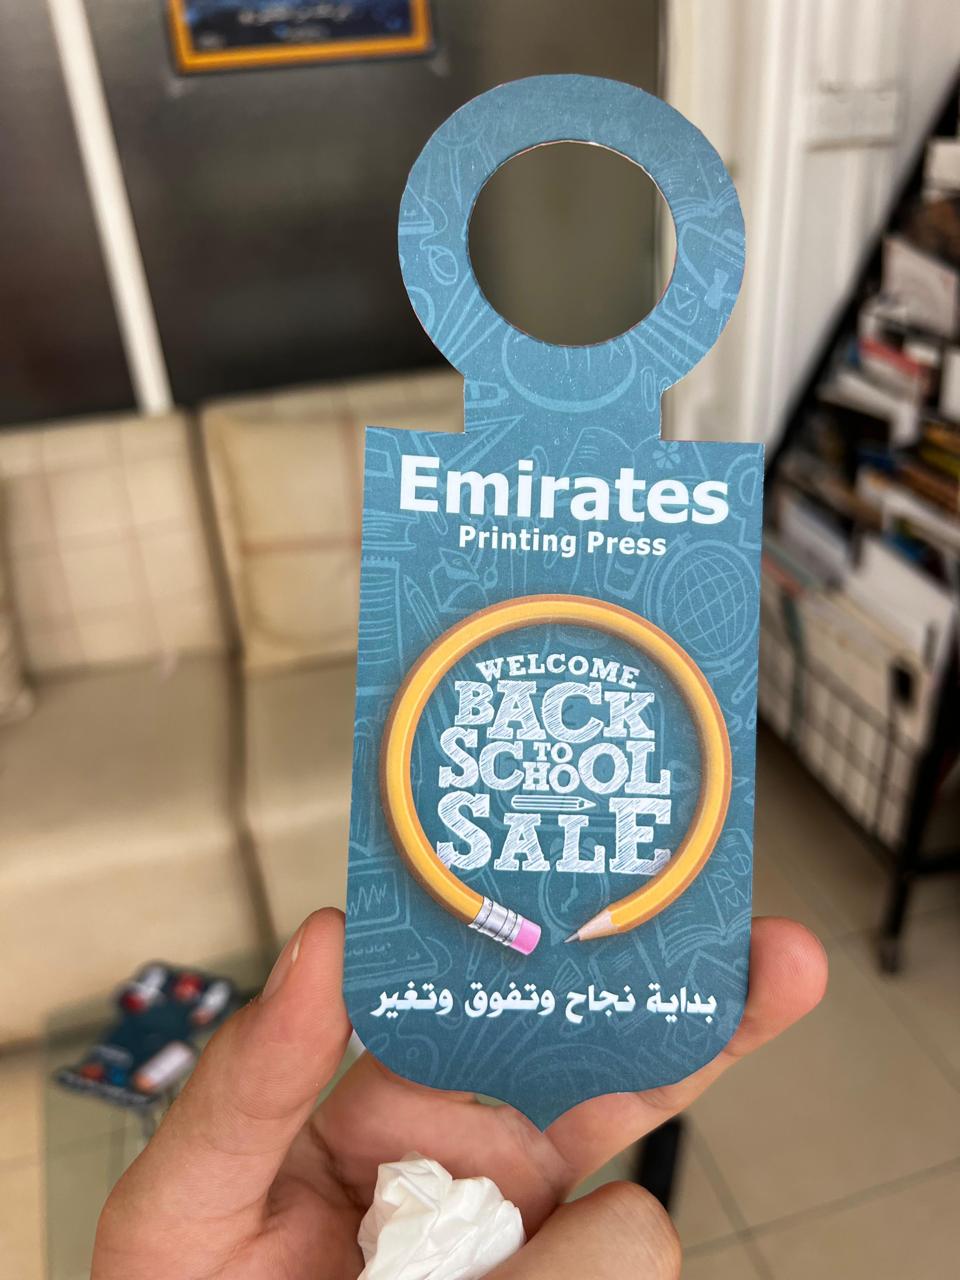 Emirates
Printing Press
WELCOME
BACK
TO
SCHOOL
SALE
بداية نجاح وتفوق وتغير